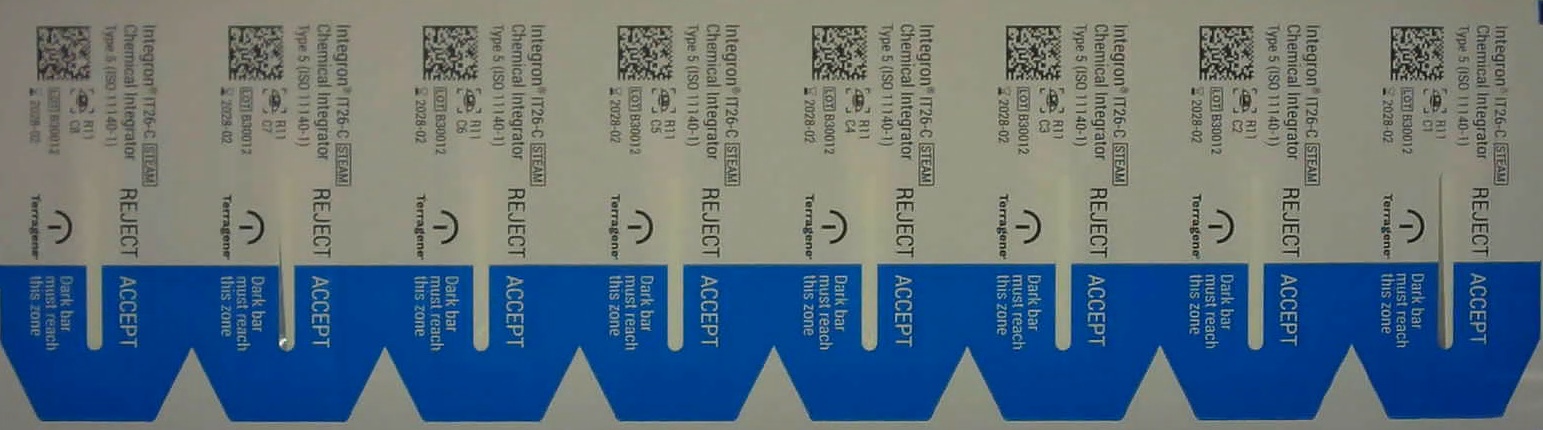 Integron® IT26-C STEAM
Chemical Integrator
Type 5 (ISO 11140-1)
R11
C1
LOT B30012
2028-02
REJECT
Terragene®
ACCEPT
Dark bar
must reach
this zone
Integron® IT26-C STEAM
Chemical Integrator
Type 5 (ISO 11140-1)
R11
C2
LOT B30012
2028-02
REJECT
Terragene®
ACCEPT
Dark bar
must reach
this zone
Integron® IT26-C STEAM
Chemical Integrator
Type 5 (ISO 11140-1)
R11
C3
LOT B30012
2028-02
REJECT
Terragene®
ACCEPT
Dark bar
must reach
this zone
Integron® IT26-C STEAM
Chemical Integrator
Type 5 (ISO 11140-1)
R11
C4
LOT B30012
2028-02
REJECT
Terragene®
ACCEPT
Dark bar
must reach
this zone
Integron® IT26-C STEAM
Chemical Integrator
Type 5 (ISO 11140-1)
R11
C5
LOT B30012
2028-02
REJECT
Terragene®
ACCEPT
Dark bar
must reach
this zone
Integron® IT26-C STEAM
Chemical Integrator
Type 5 (ISO 11140-1)
R11
C6
LOT B30012
2028-02
REJECT
Terragene®
ACCEPT
Dark bar
must reach
this zone
Integron® IT26-C STEAM
Chemical Integrator
Type 5 (ISO 11140-1)
R11
C7
LOT B30012
2028-02
REJECT
Terragene®
ACCEPT
Dark bar
must reach
this zone
Integron® IT26-C STEAM
Chemical Integrator
Type 5 (ISO 11140-1)
R11
C8
LOT B30012
2028-02
REJECT
Terragene®
ACCEPT
Dark bar
must reach
this zone